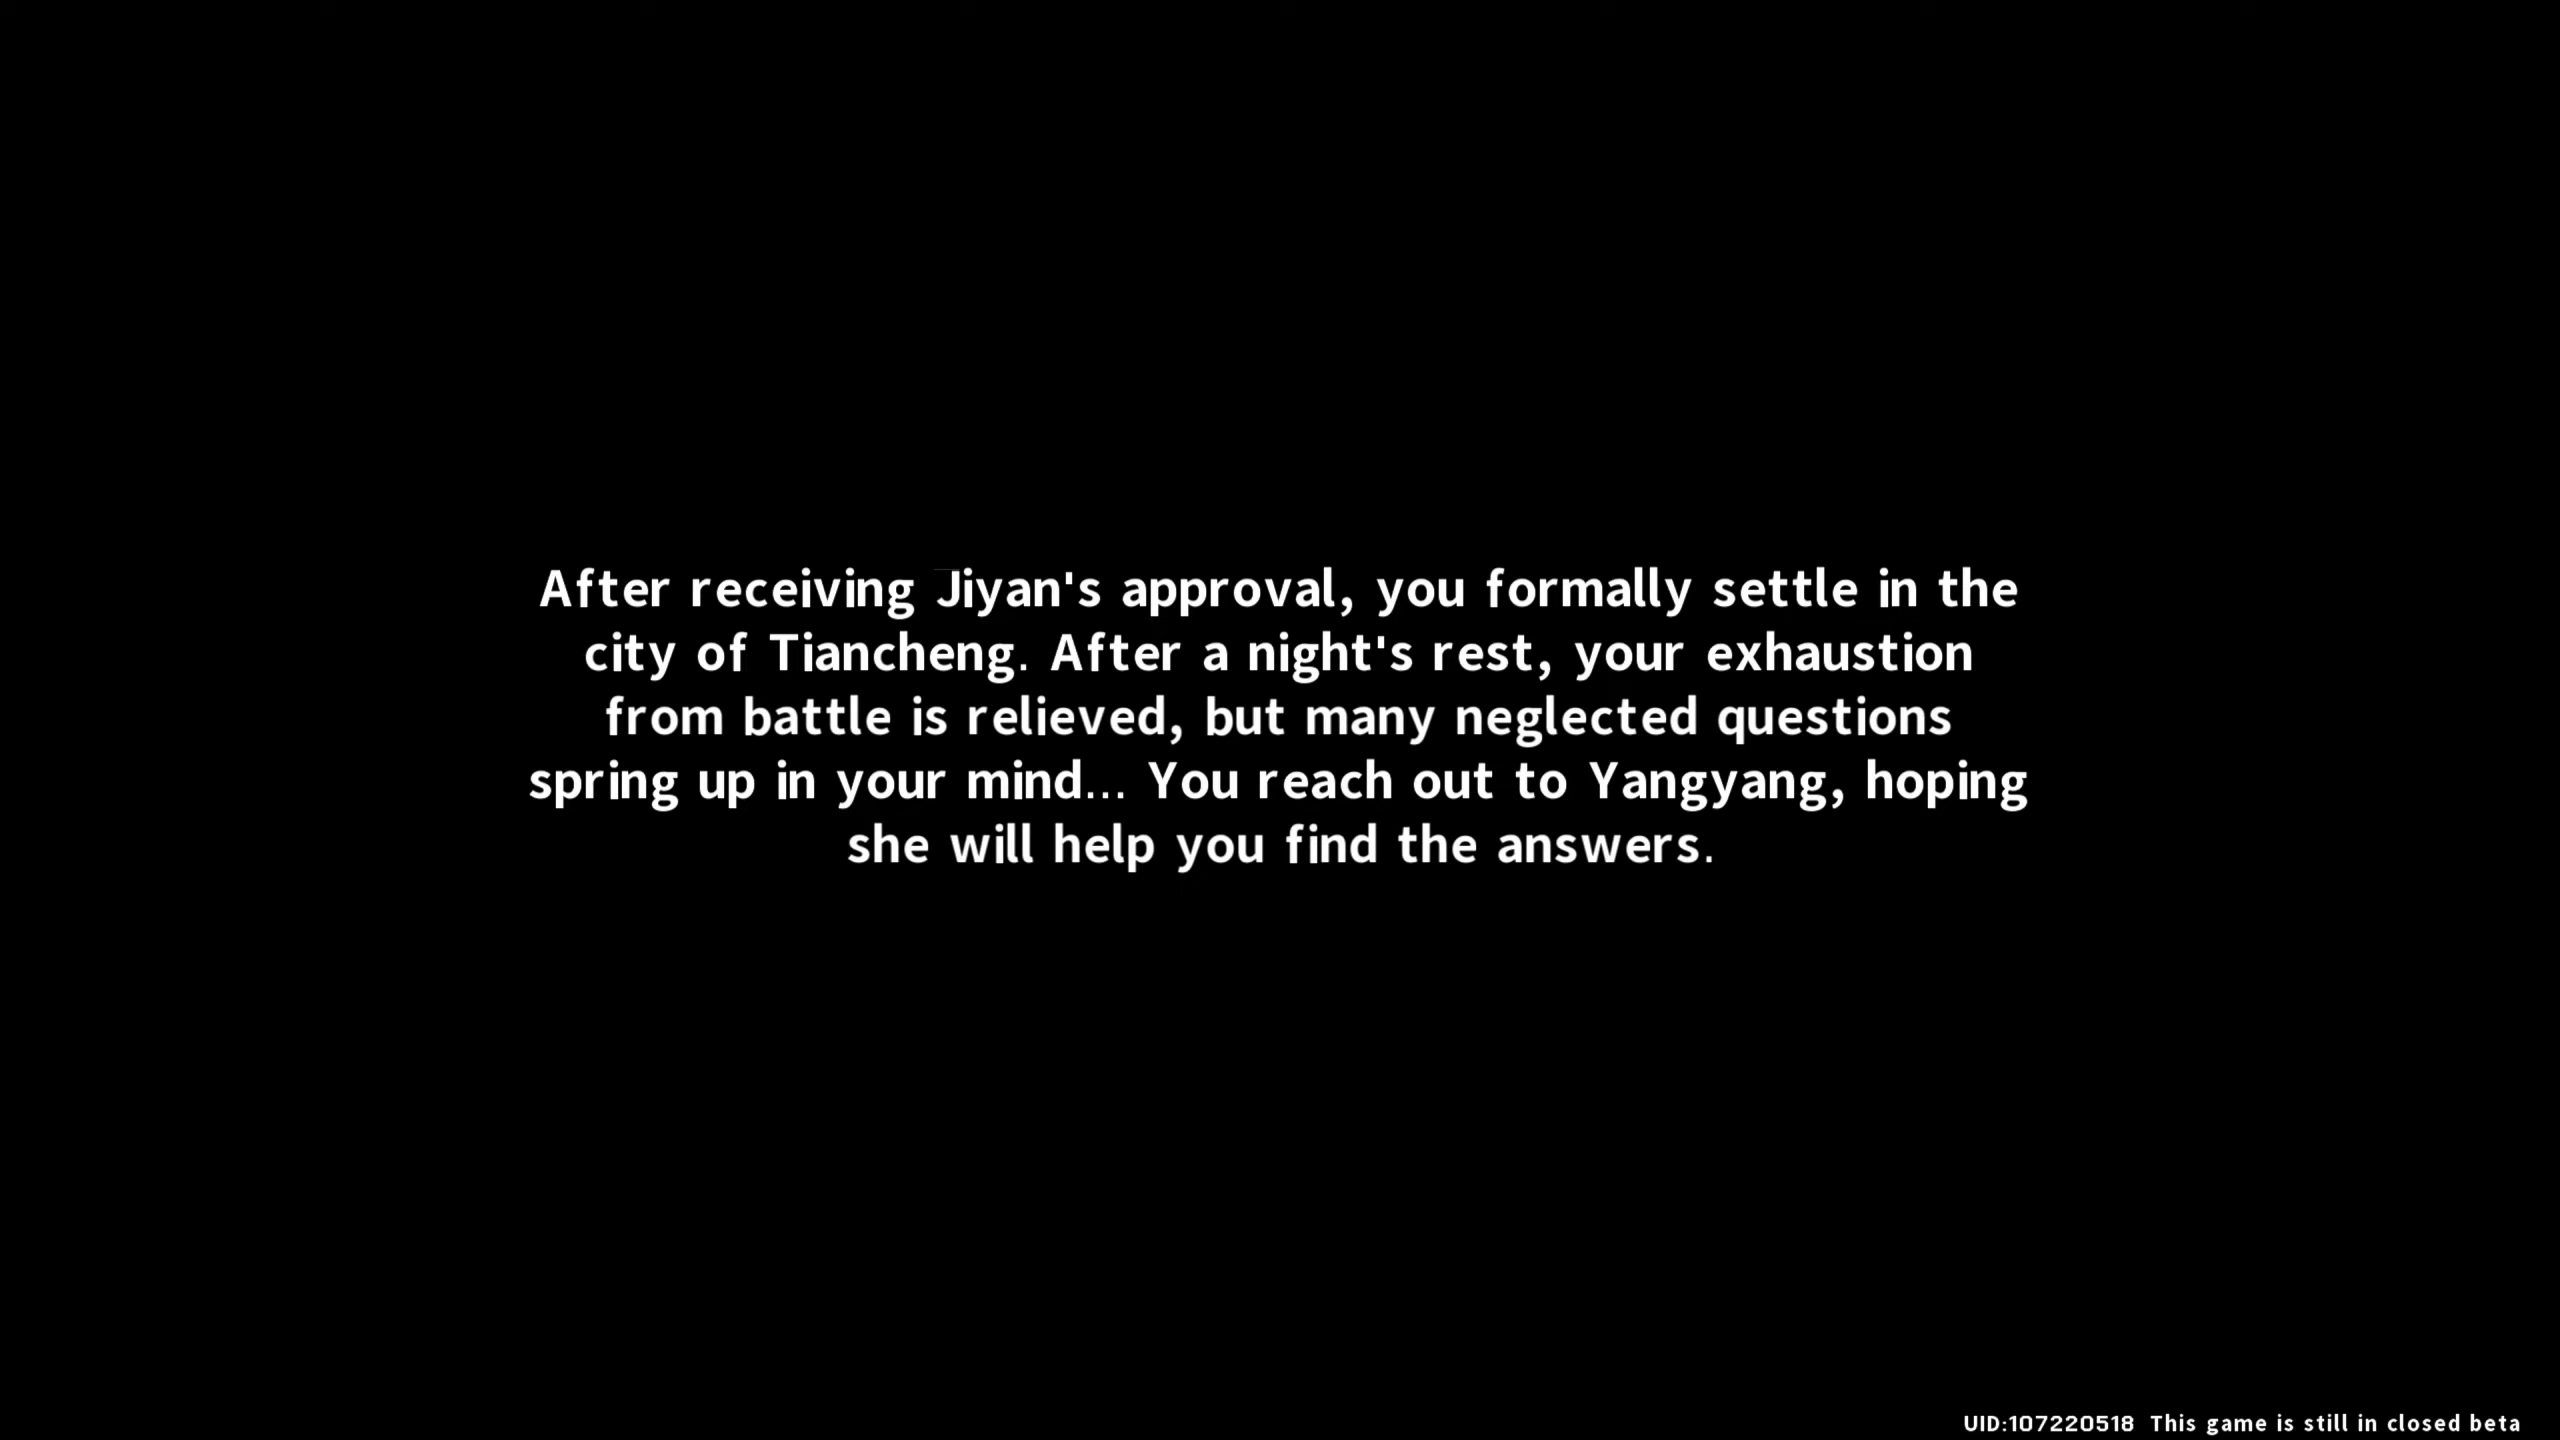 After receiving Jiyan's approval, you formally settle in the
city of Tiancheng. After a night's rest, your exhaustion
from battle is relieved, but many neglected questions
spring up in your mind... You reach out to Yangyang, hoping
she will help you find the answers.
UID:107220518 This game is still in closed beta